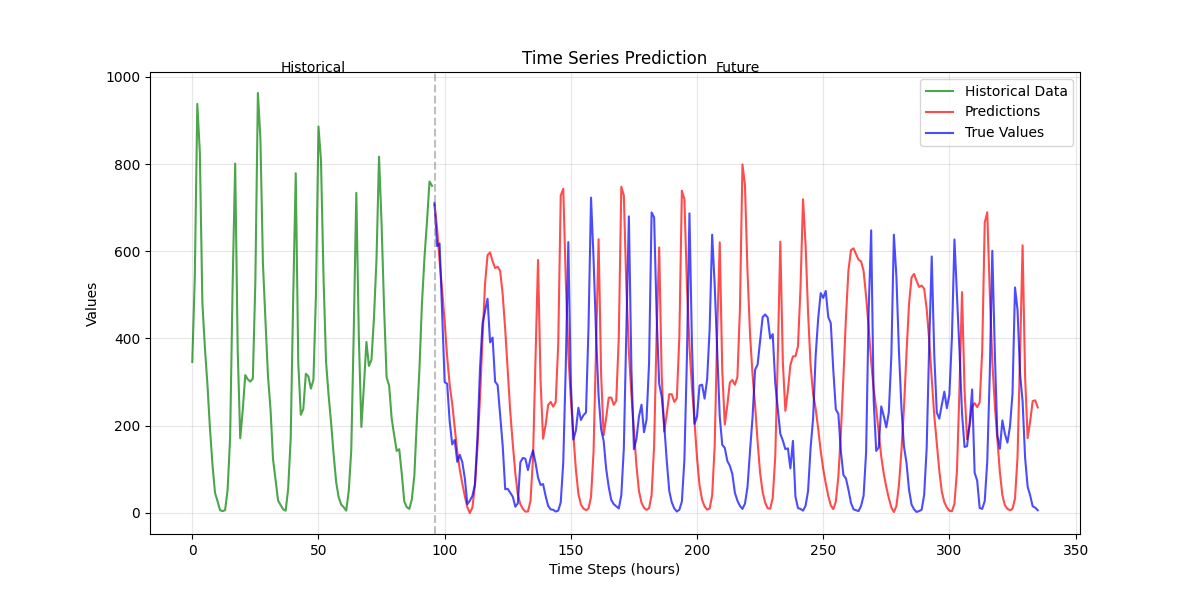 Time Series Prediction
Historical
Future
1000
800
600
400
200
0
Values
Historical Data
Predictions
True Values
0
50
100
150
200
250
300
350
Time Steps (hours)